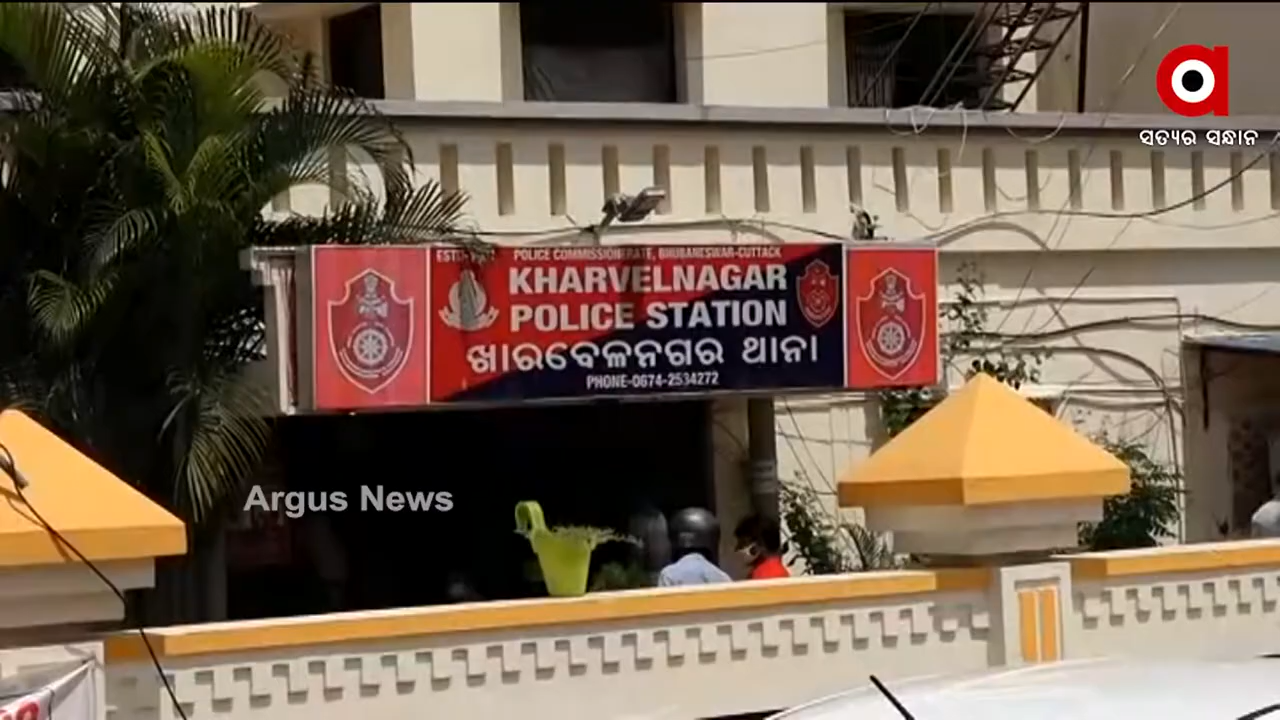 ସତ୍ୟର ସନ୍ଧାନ
POLICE COMMISSIONERATE, BHUBANESWAR-CUTTACK
KHARVELNAGAR
POLICE STATION
ଖାରବେଳନଗର ଥାନା
PHONE-0674-2534272
Argus News